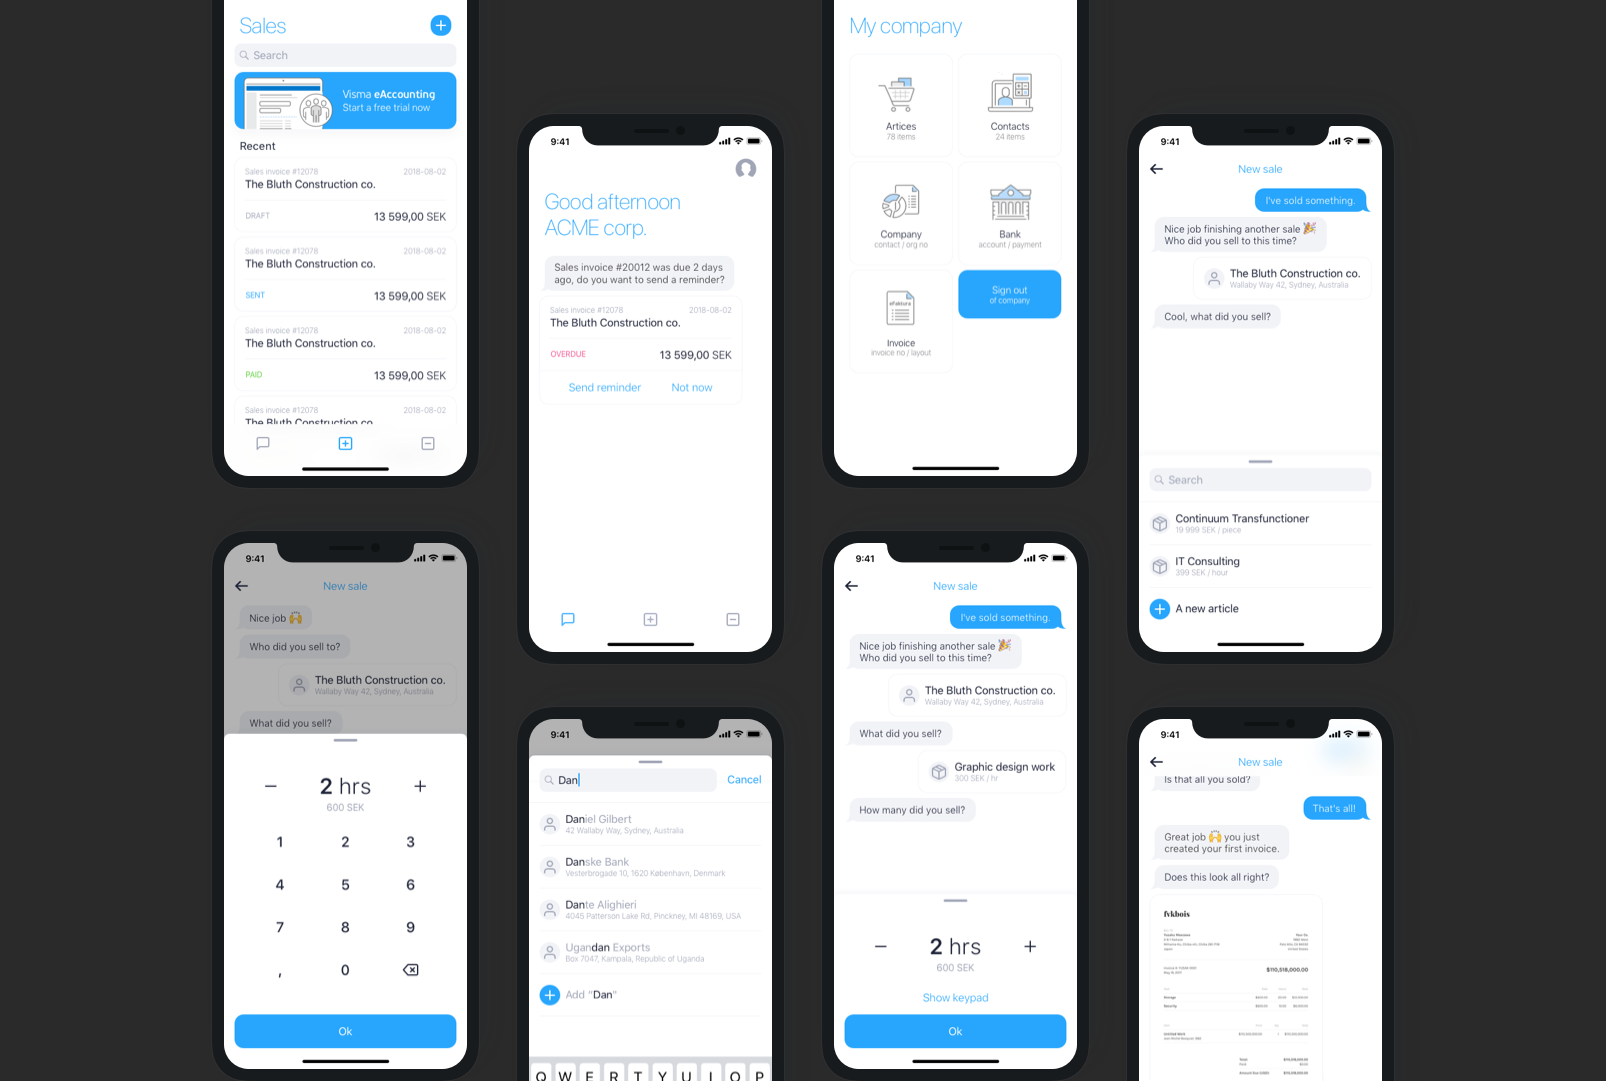 Sales
Search
Visma eAccounting
Start a free trial now
Recent
Sales invoice #12078 2018-08-02
The Bluth Construction co.
DRAFT 13 599,00 SEK
Sales invoice #12078 2018-08-02
The Bluth Construction co.
SENT 13 599,00 SEK
Sales invoice #12078 2018-08-02
The Bluth Construction co.
PAID 13 599,00 SEK
Sales invoice #12078 2018-08-02
The Bluth Construction co.
9:41
Good afternoon
ACME corp.
Sales invoice #20012 was due 2 days
ago, do you want to send a reminder?
Sales invoice #12078 2018-08-02
The Bluth Construction co.
OVERDUE 13 599,00 SEK
Send reminder Not now
My company
Artices
78 items
Contacts
24 items
Company
contact / org no
Bank
account / payment
eFaktura
Invoice
invoice no / layout
Sign out
of company
9:41
New sale
I've sold something.
Nice job finishing another sale 🎉
Who did you sell to this time?
The Bluth Construction co.
Wallaby Way 42, Sydney, Australia
Cool, what did you sell?
Search
Continuum Transfunctioner
19 999 SEK / piece
IT Consulting
399 SEK / hour
A new article
9:41
New sale
Nice job 🙌
Who did you sell to?
The Bluth Construction co.
Wallaby Way 42, Sydney, Australia
What did you sell?
− 2 hrs +
600 SEK
1 2 3
4 5 6
7 8 9
, 0
Ok
9:41
Dan Cancel
Daniel Gilbert
42 Wallaby Way, Sydney, Australia
Danske Bank
Vesterbrogade 10, 1620 København, Denmark
Dante Alighieri
4045 Patterson Lake Rd, Pinckney, MI 48169, USA
Ugandan Exports
Box 7047, Kampala, Republic of Uganda
Add "Dan"
Q W E R T Y U I O P
9:41
New sale
I've sold something.
Nice job finishing another sale 🎉
Who did you sell to this time?
The Bluth Construction co.
Wallaby Way 42, Sydney, Australia
What did you sell?
Graphic design work
300 SEK / hr
How many did you sell?
− 2 hrs +
600 SEK
Show keypad
Ok
9:41
New sale
Is that all you sold?
That's all!
Great job 🙌 you just
created your first invoice.
Does this look all right?
fvkbois
$110,518,000.00
Storage
Security
Total